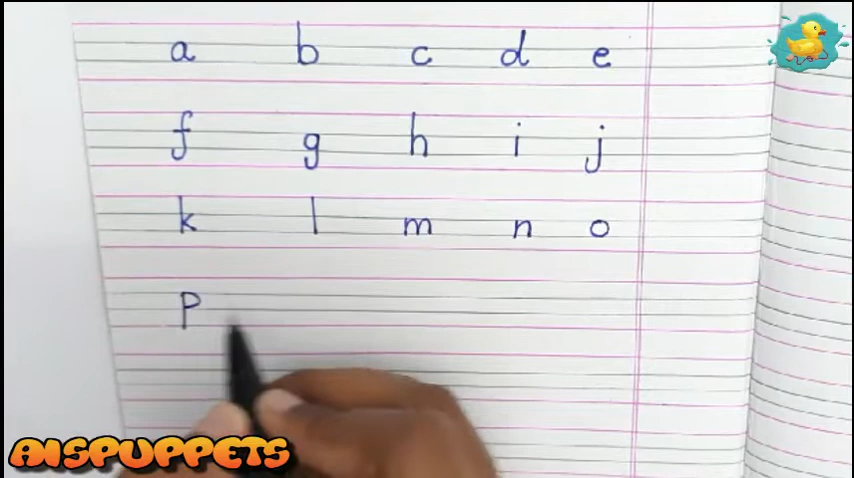 a b c d e
f g h i j
k l m n o
p
AISPUPPETS